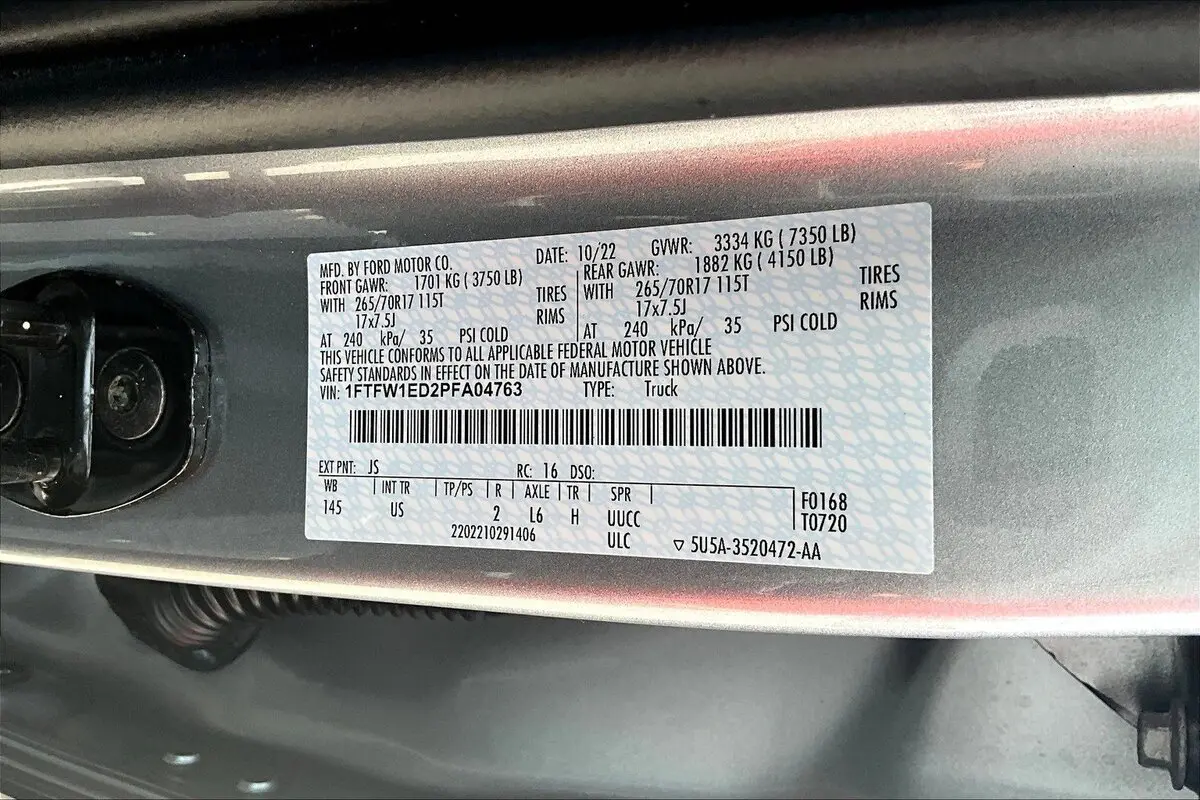 MFD. BY FORD MOTOR CO. DATE: 10/22 GVWR: 3334 KG ( 7350 LB)
FRONT GAWR: 1701 KG ( 3750 LB) REAR GAWR: 1882 KG ( 4150 LB)
WITH 265/70R17 115T TIRES WITH 265/70R17 115T TIRES
17x7.5J RIMS 17x7.5J RIMS
AT 240 kPa/ 35 PSI COLD AT 240 kPa/ 35 PSI COLD
THIS VEHICLE CONFORMS TO ALL APPLICABLE FEDERAL MOTOR VEHICLE
SAFETY STANDARDS IN EFFECT ON THE DATE OF MANUFACTURE SHOWN ABOVE.
VIN: 1FTFW1ED2PFA04763 TYPE: Truck
EXT PNT: JS RC: 16 DSO:
WB INT TR TP/PS R AXLE TR SPR F0168
145 US 2 L6 H UUCC T0720
2202210291406 ULC ▽ 5U5A-3520472-AA